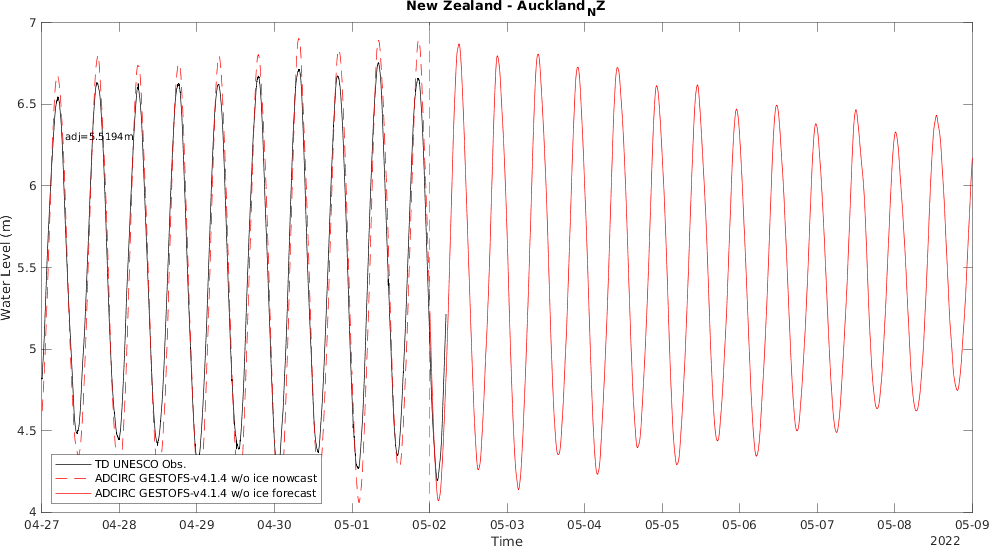 New Zealand - Auckland_NZ
7
6.5
6
5.5
5
4.5
4
Water Level (m)
adj=5.5194m
TD UNESCO Obs.
ADCIRC GESTOFS-v4.1.4 w/o ice nowcast
ADCIRC GESTOFS-v4.1.4 w/o ice forecast
04-27 04-28 04-29 04-30 05-01 05-02 05-03 05-04 05-05 05-06 05-07 05-08 05-09
Time
2022